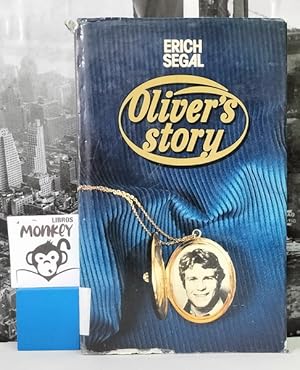 ERICH
SEGAL
Oliver's
story
LIBROS
MONKEY